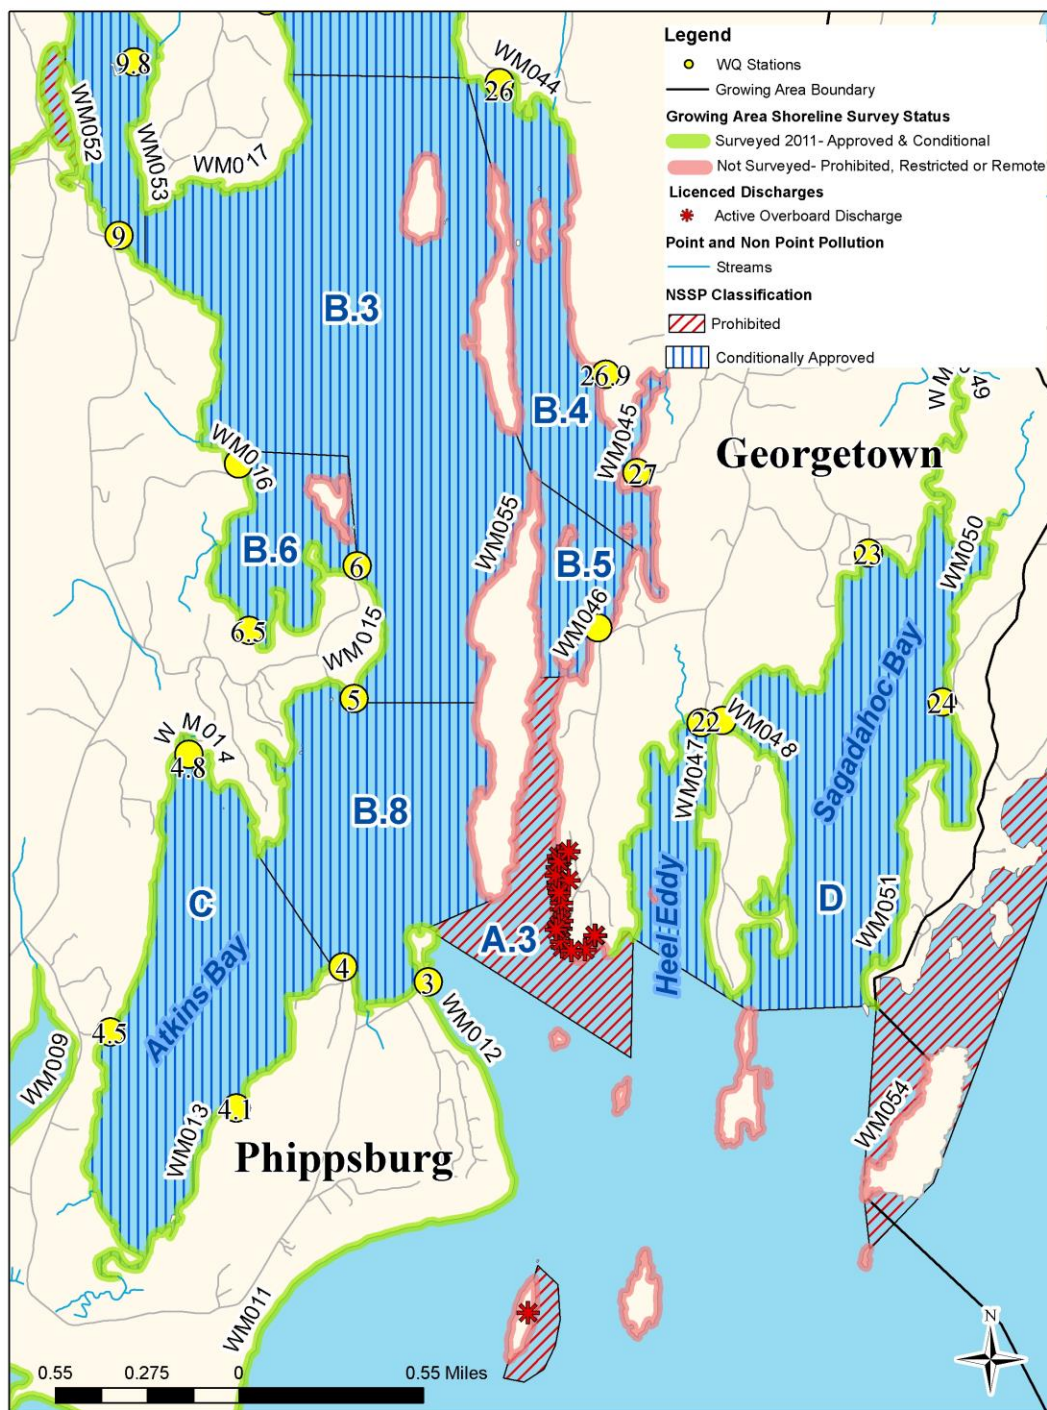 Legend
WQ Stations
Growing Area Boundary
Growing Area Shoreline Survey Status
Surveyed 2011- Approved & Conditional
Not Surveyed- Prohibited, Restricted or Remote
Licenced Discharges
Active Overboard Discharge
Point and Non Point Pollution
Streams
NSSP Classification
Prohibited
Conditionally Approved
9.8
26
WM044
WM052
WM053
WM017
9
B.3
26.9
B.4
WM045
27
Georgetown
WM016
B.6
6
6.5
WM015
5
WM055
B.5
WM046
23
WM050
24
Sagadahoc Bay
22
WM048
WM047
WM014
4.8
B.8
C
Atkins Bay
A.3
Heel Eddy
D
WM051
4
3
WM012
4.5
WM009
4.1
WM013
Phippsburg
WM054
WM011
N
0.55 0.275 0 0.55 Miles